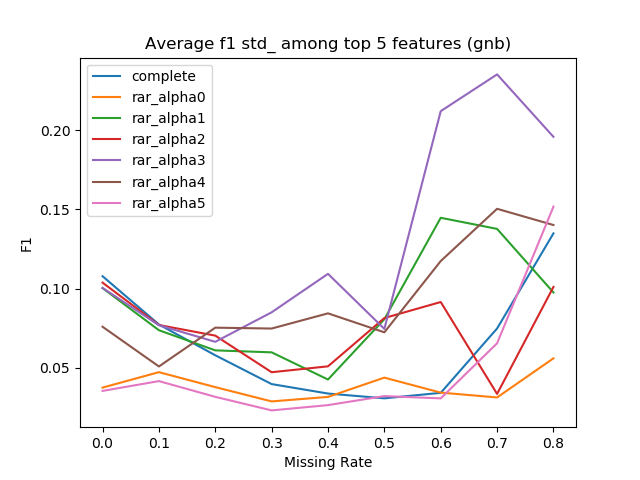 Average f1 std_ among top 5 features (gnb)
complete
rar_alpha0
rar_alpha1
rar_alpha2
rar_alpha3
rar_alpha4
rar_alpha5
0.20
0.15
0.10
0.05
F1
0.0 0.1 0.2 0.3 0.4 0.5 0.6 0.7 0.8
Missing Rate